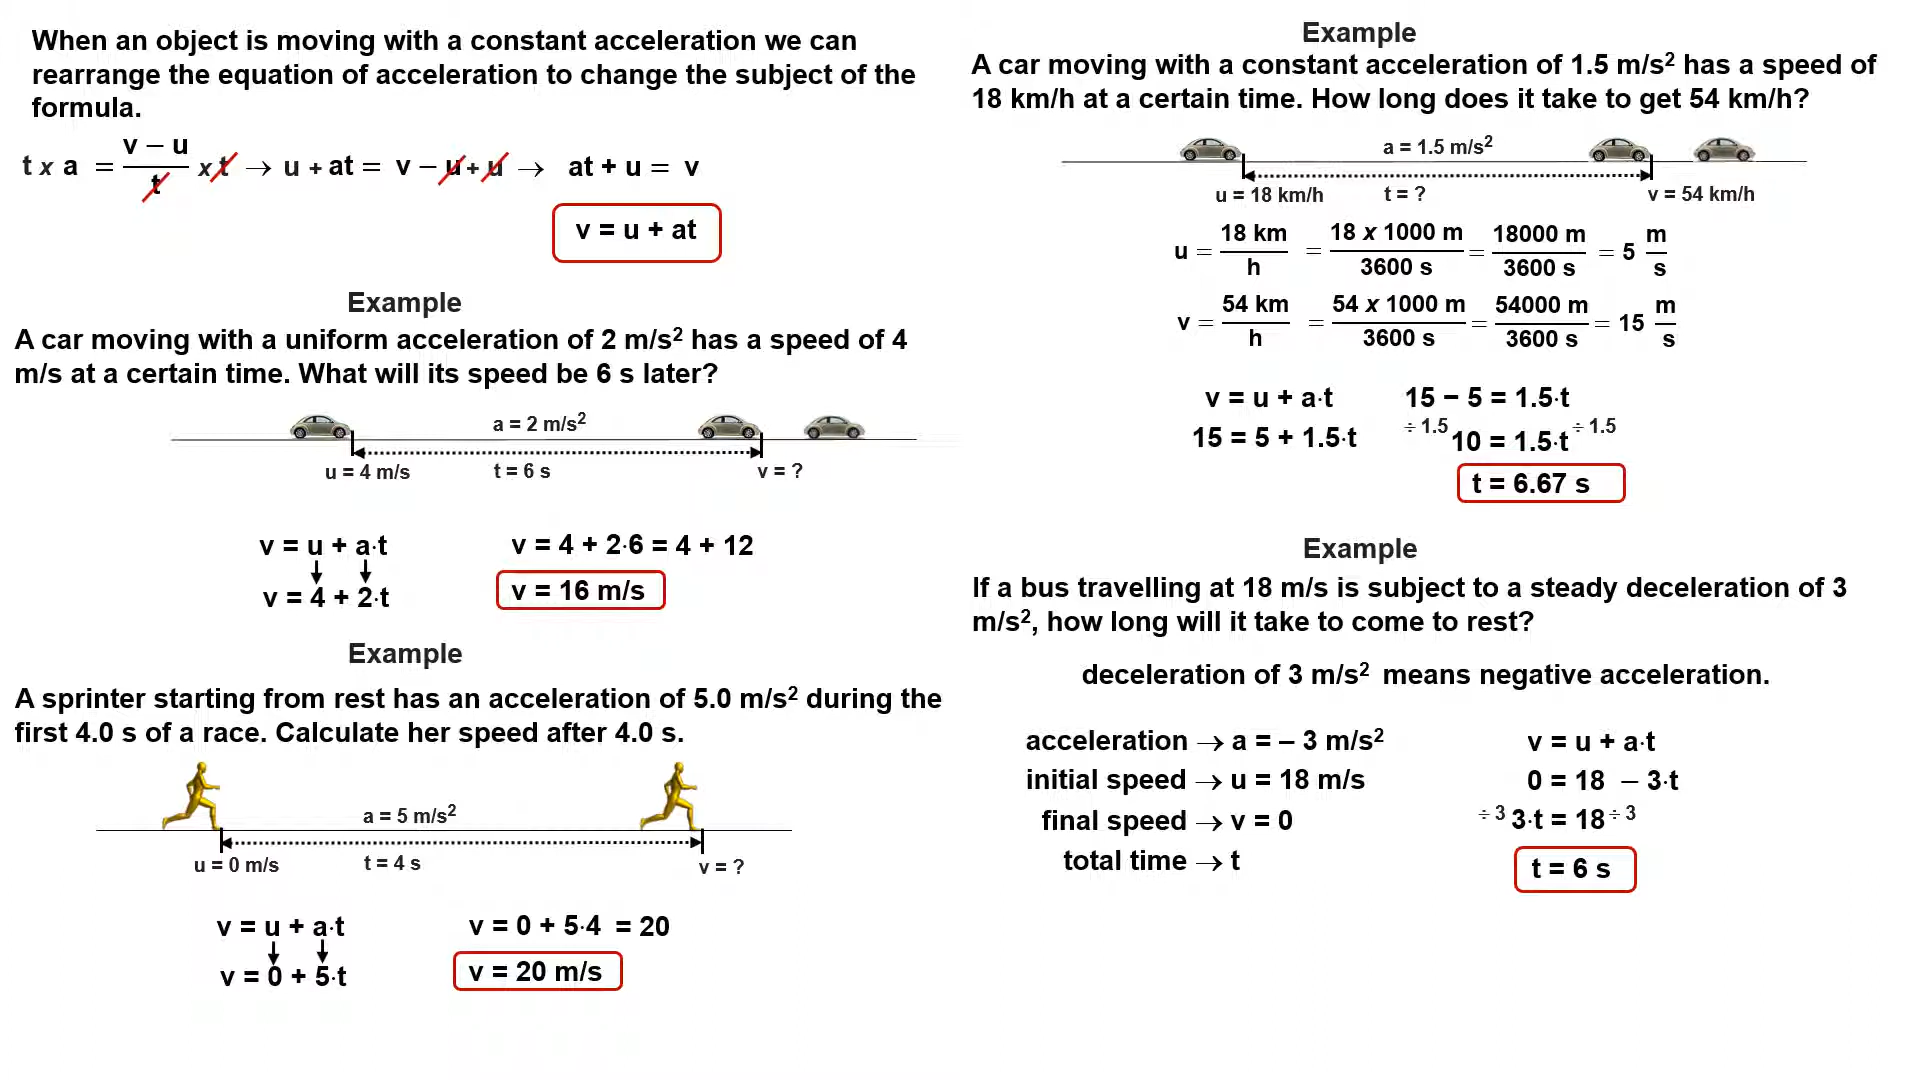 When an object is moving with a constant acceleration we can
rearrange the equation of acceleration to change the subject of the
formula.
t x a = (v – u)/t x t → u + at = v – u + u → at + u = v
v = u + at
Example
A car moving with a uniform acceleration of 2 m/s² has a speed of 4
m/s at a certain time. What will its speed be 6 s later?
a = 2 m/s²
u = 4 m/s t = 6 s v = ?
v = u + a·t v = 4 + 2·6 = 4 + 12
v = 4 + 2·t v = 16 m/s
Example
A sprinter starting from rest has an acceleration of 5.0 m/s² during the
first 4.0 s of a race. Calculate her speed after 4.0 s.
a = 5 m/s²
u = 0 m/s t = 4 s v = ?
v = u + a·t v = 0 + 5·4 = 20
v = 0 + 5·t v = 20 m/s
Example
A car moving with a constant acceleration of 1.5 m/s² has a speed of
18 km/h at a certain time. How long does it take to get 54 km/h?
a = 1.5 m/s²
u = 18 km/h t = ? v = 54 km/h
u = 18 km/h = 18 x 1000 m/3600 s = 18000 m/3600 s = 5 m/s
v = 54 km/h = 54 x 1000 m/3600 s = 54000 m/3600 s = 15 m/s
v = u + a·t 15 − 5 = 1.5·t
15 = 5 + 1.5·t ÷ 1.5 10 = 1.5·t ÷ 1.5
t = 6.67 s
Example
If a bus travelling at 18 m/s is subject to a steady deceleration of 3
m/s², how long will it take to come to rest?
deceleration of 3 m/s² means negative acceleration.
acceleration → a = – 3 m/s² v = u + a·t
initial speed → u = 18 m/s 0 = 18 – 3·t
final speed → v = 0 ÷ 3 3·t = 18 ÷ 3
total time → t t = 6 s